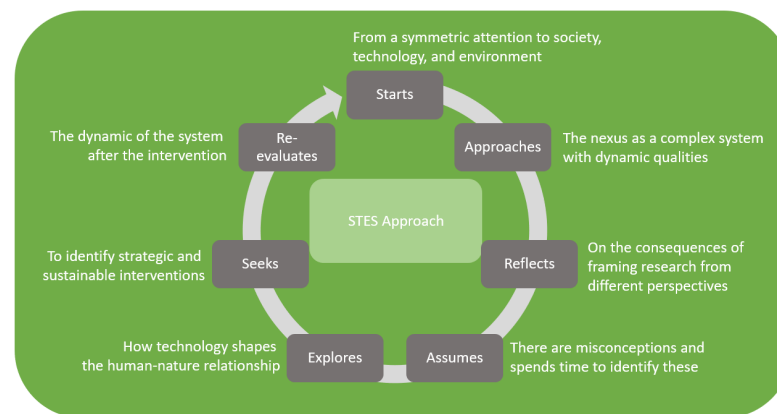 From a symmetric attention to society,
technology, and environment
Starts
Approaches
The nexus as a complex system
with dynamic qualities
Reflects
On the consequences of
framing research from
different perspectives
Assumes
There are misconceptions and
spends time to identify these
Explores
How technology shapes
the human-nature relationship
Seeks
To identify strategic and
sustainable interventions
Re-
evaluates
The dynamic of the system
after the intervention
STES Approach